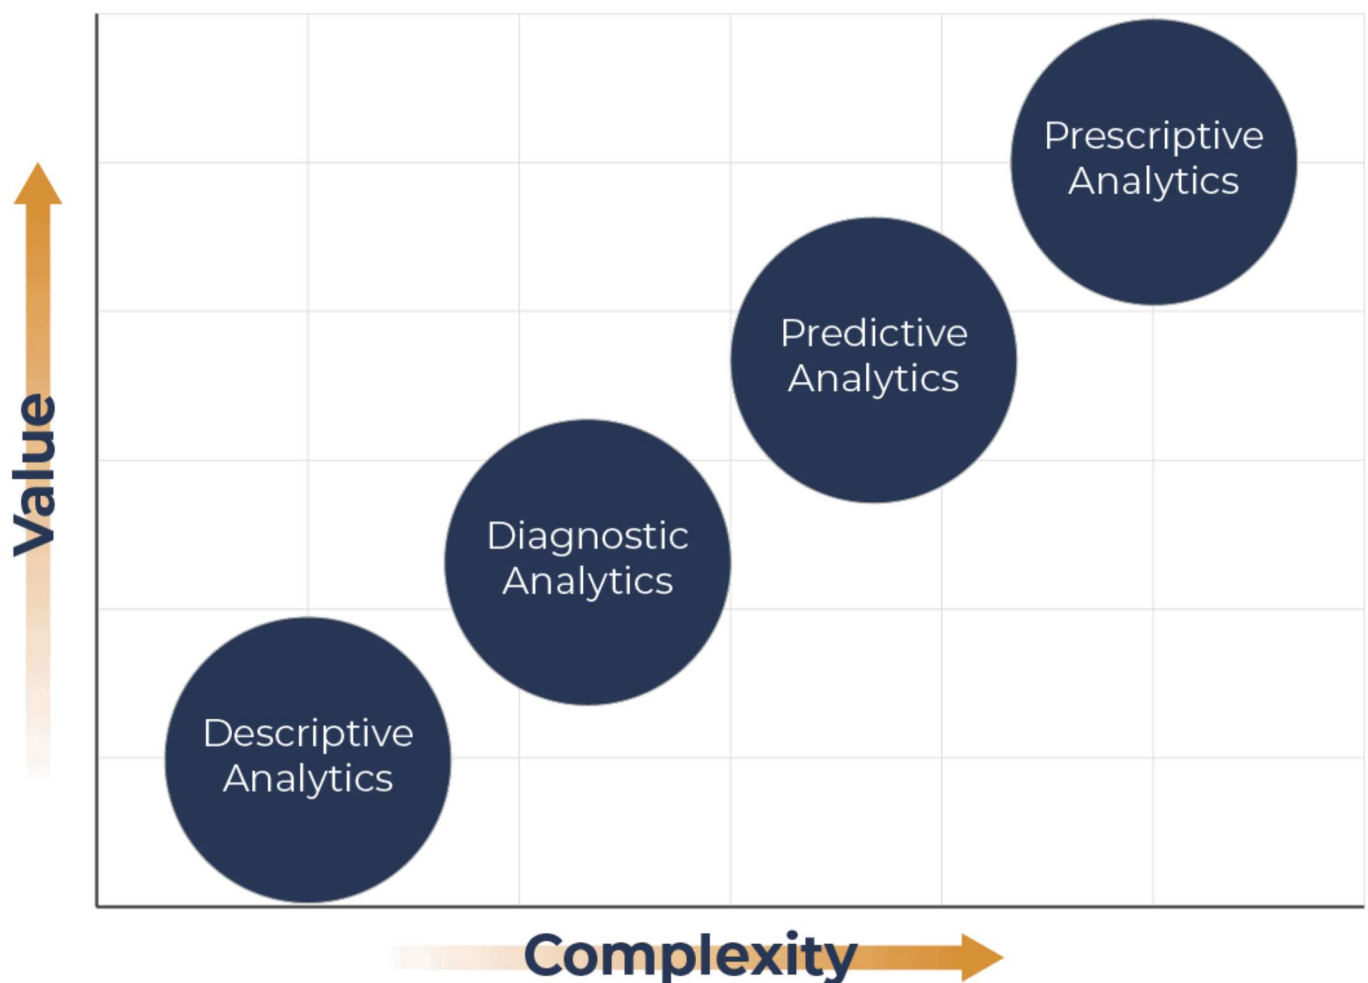 Prescriptive
Analytics
Predictive
Analytics
Diagnostic
Analytics
Descriptive
Analytics
Value
Complexity